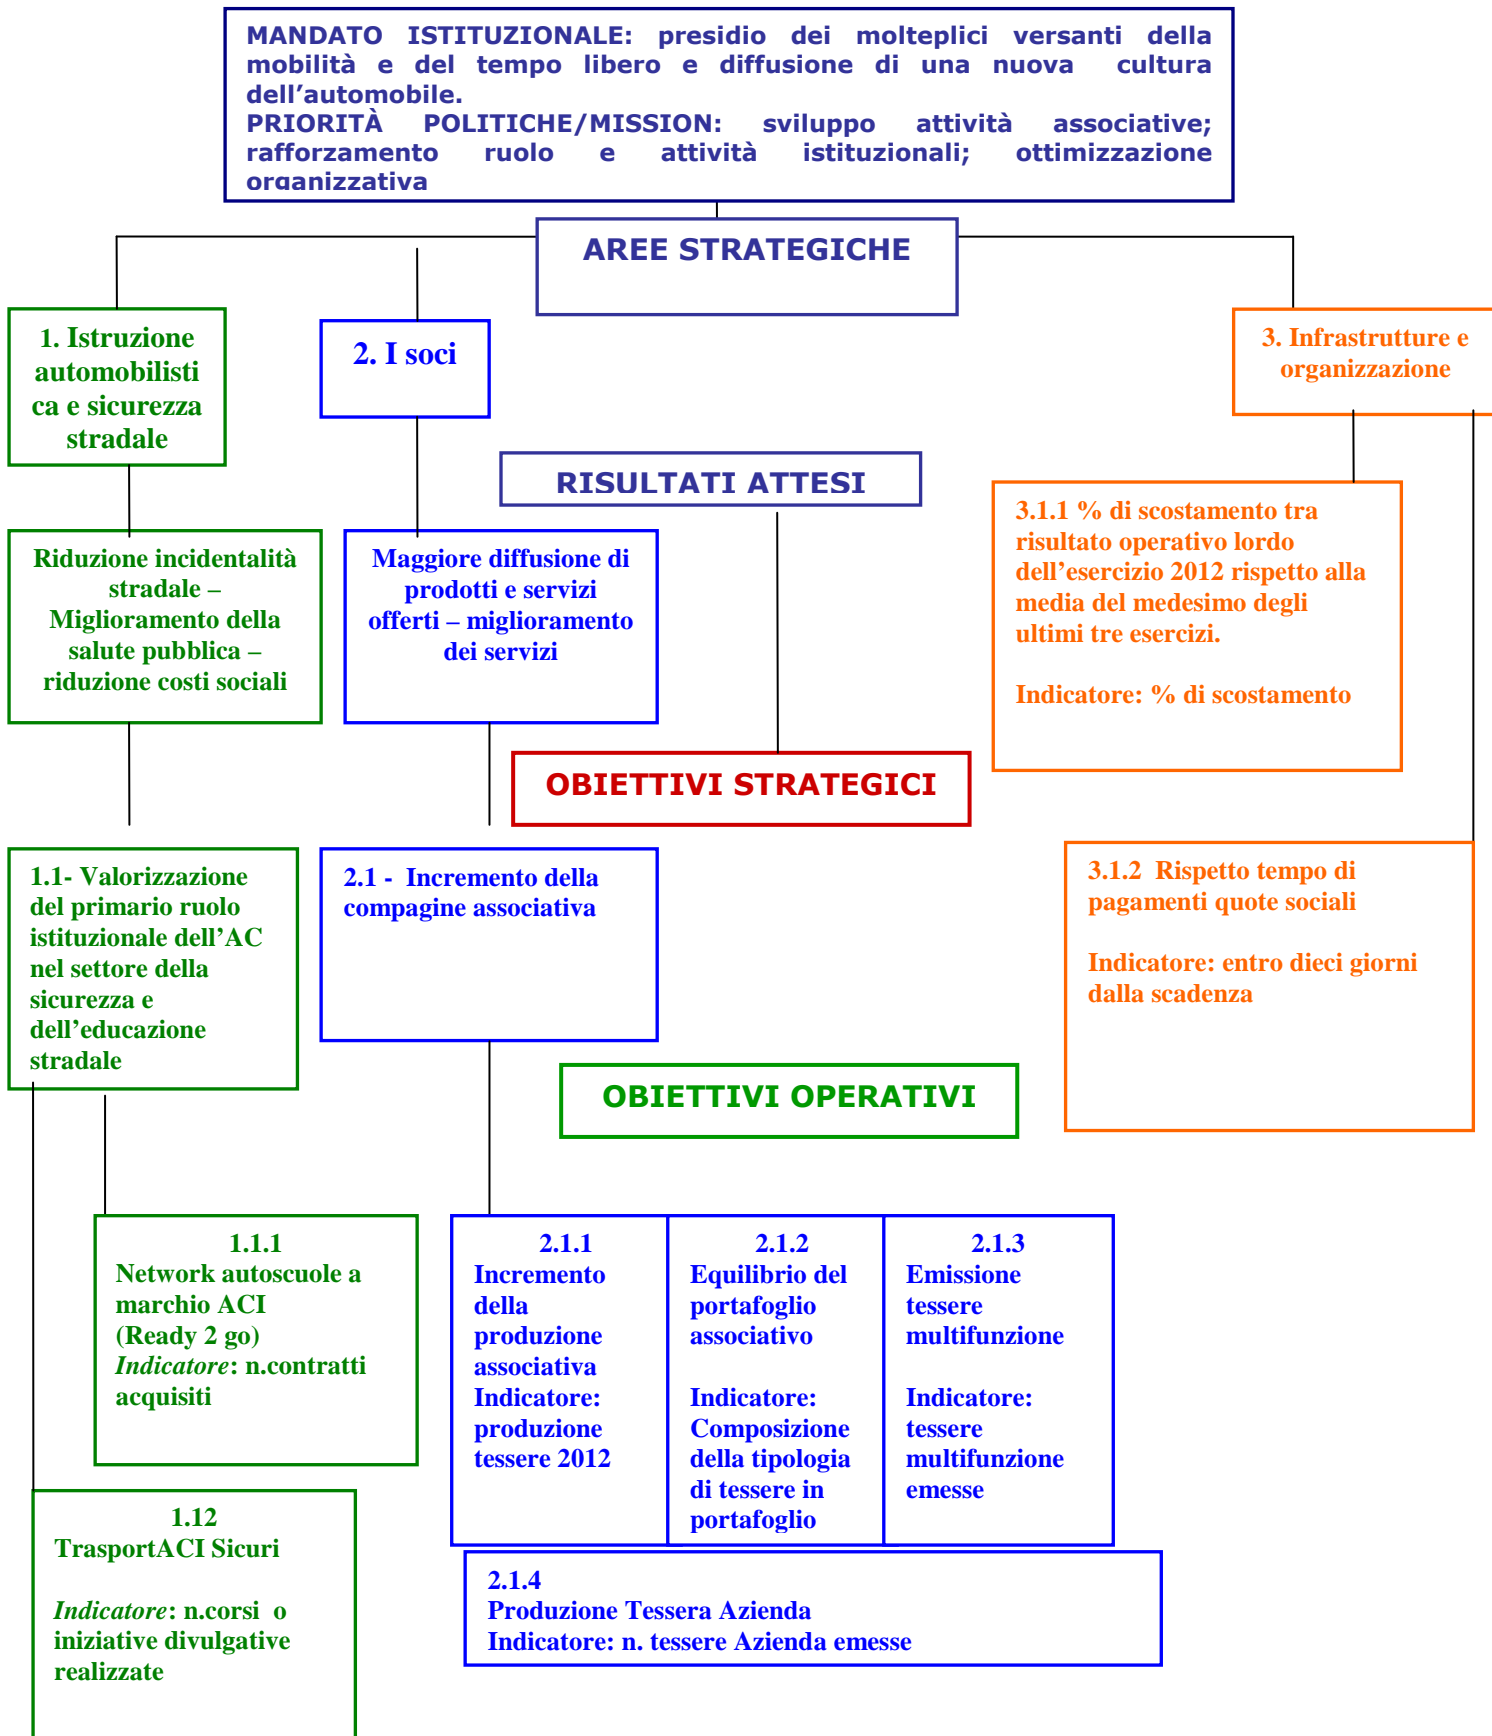 MANDATO ISTITUZIONALE: presidio dei molteplici versanti della
mobilità e del tempo libero e diffusione di una nuova cultura
dell'automobile.
PRIORITÀ POLITICHE/MISSION: sviluppo attività associative;
rafforzamento ruolo e attività istituzionali; ottimizzazione
organizzativa
AREE STRATEGICHE
1. Istruzione
automobilisti
ca e sicurezza
stradale
2. I soci
3. Infrastrutture e
organizzazione
RISULTATI ATTESI
Riduzione incidentalità
stradale –
Miglioramento della
salute pubblica –
riduzione costi sociali
Maggiore diffusione di
prodotti e servizi
offerti – miglioramento
dei servizi
3.1.1 % di scostamento tra
risultato operativo lordo
dell'esercizio 2012 rispetto alla
media del medesimo degli
ultimi tre esercizi.
Indicatore: % di scostamento
OBIETTIVI STRATEGICI
1.1- Valorizzazione
del primario ruolo
istituzionale dell'AC
nel settore della
sicurezza e
dell'educazione
stradale
2.1 - Incremento della
compagine associativa
3.1.2 Rispetto tempo di
pagamenti quote sociali
Indicatore: entro dieci giorni
dalla scadenza
OBIETTIVI OPERATIVI
1.1.1
Network autoscuole a
marchio ACI
(Ready 2 go)
Indicatore: n.contratti
acquisiti
2.1.1
Incremento
della
produzione
associativa
Indicatore:
produzione
tessere 2012
2.1.2
Equilibrio del
portafoglio
associativo
Indicatore:
Composizione
della tipologia
di tessere in
portafoglio
2.1.3
Emissione
tessere
multifunzione
Indicatore:
tessere
multifunzione
emesse
1.12
TrasportACI Sicuri
Indicatore: n.corsi o
iniziative divulgative
realizzate
2.1.4
Produzione Tessera Azienda
Indicatore: n. tessere Azienda emesse